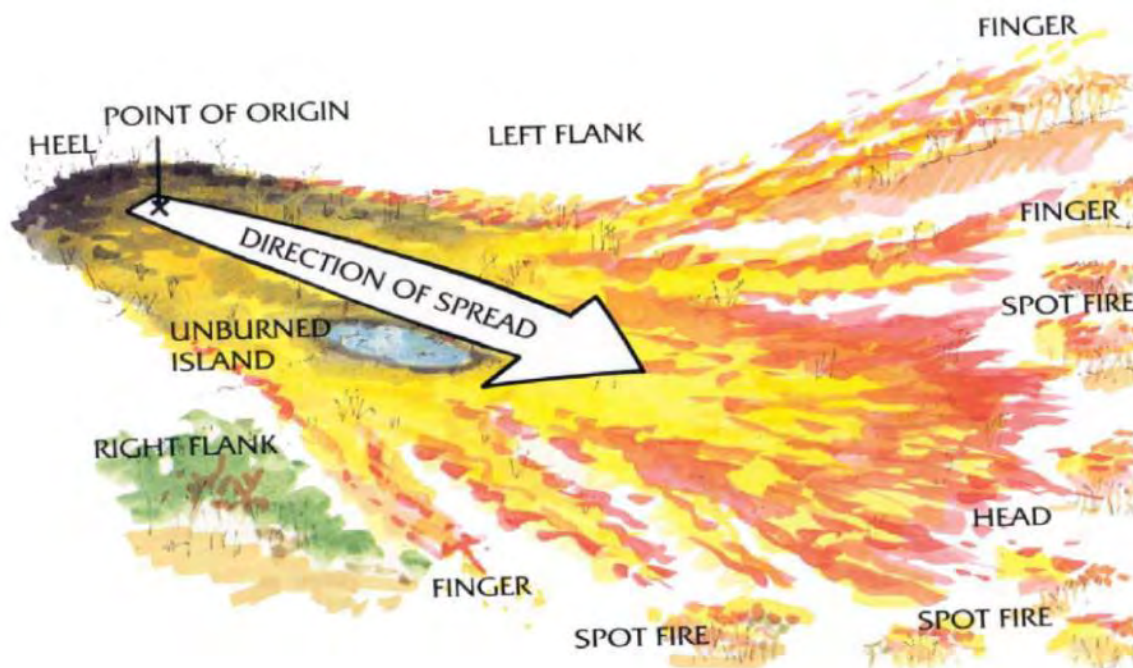 FINGER
POINT OF ORIGIN
HEEL
LEFT FLANK
FINGER
DIRECTION OF SPREAD
SPOT FIRE
UNBURNED
ISLAND
RIGHT FLANK
HEAD
FINGER
SPOT FIRE
SPOT FIRE